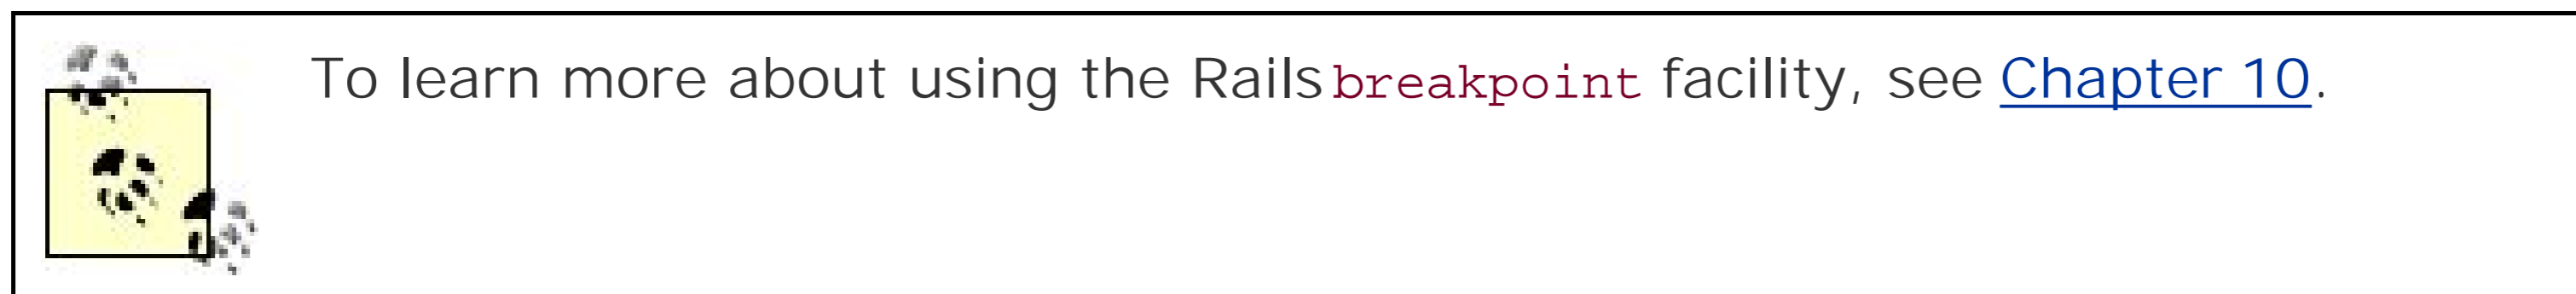 To learn more about using the Rails breakpoint facility, see Chapter 10.